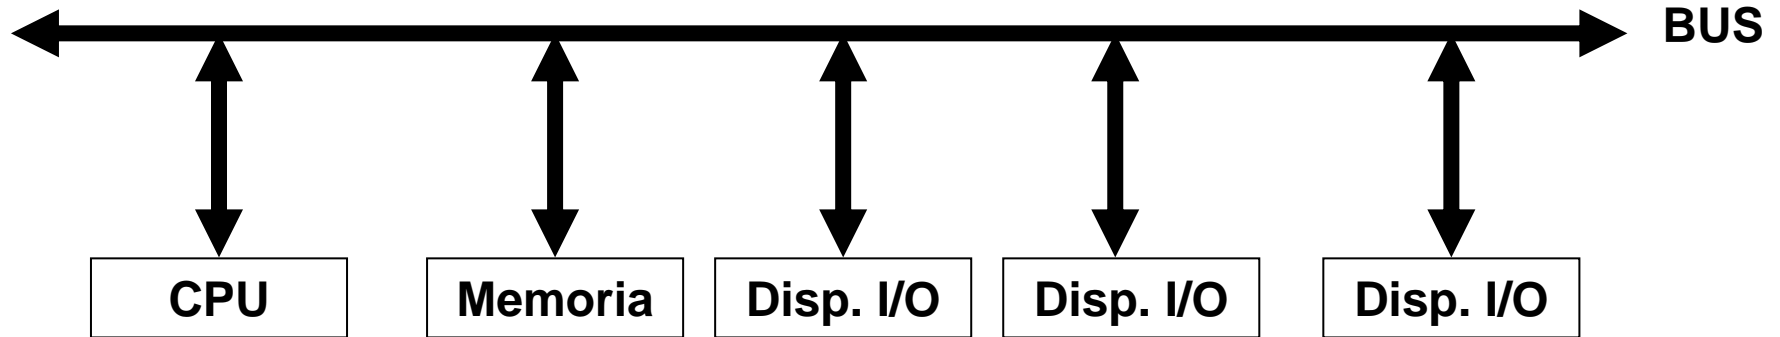 BUS
CPU
Memoria
Disp. I/O
Disp. I/O
Disp. I/O